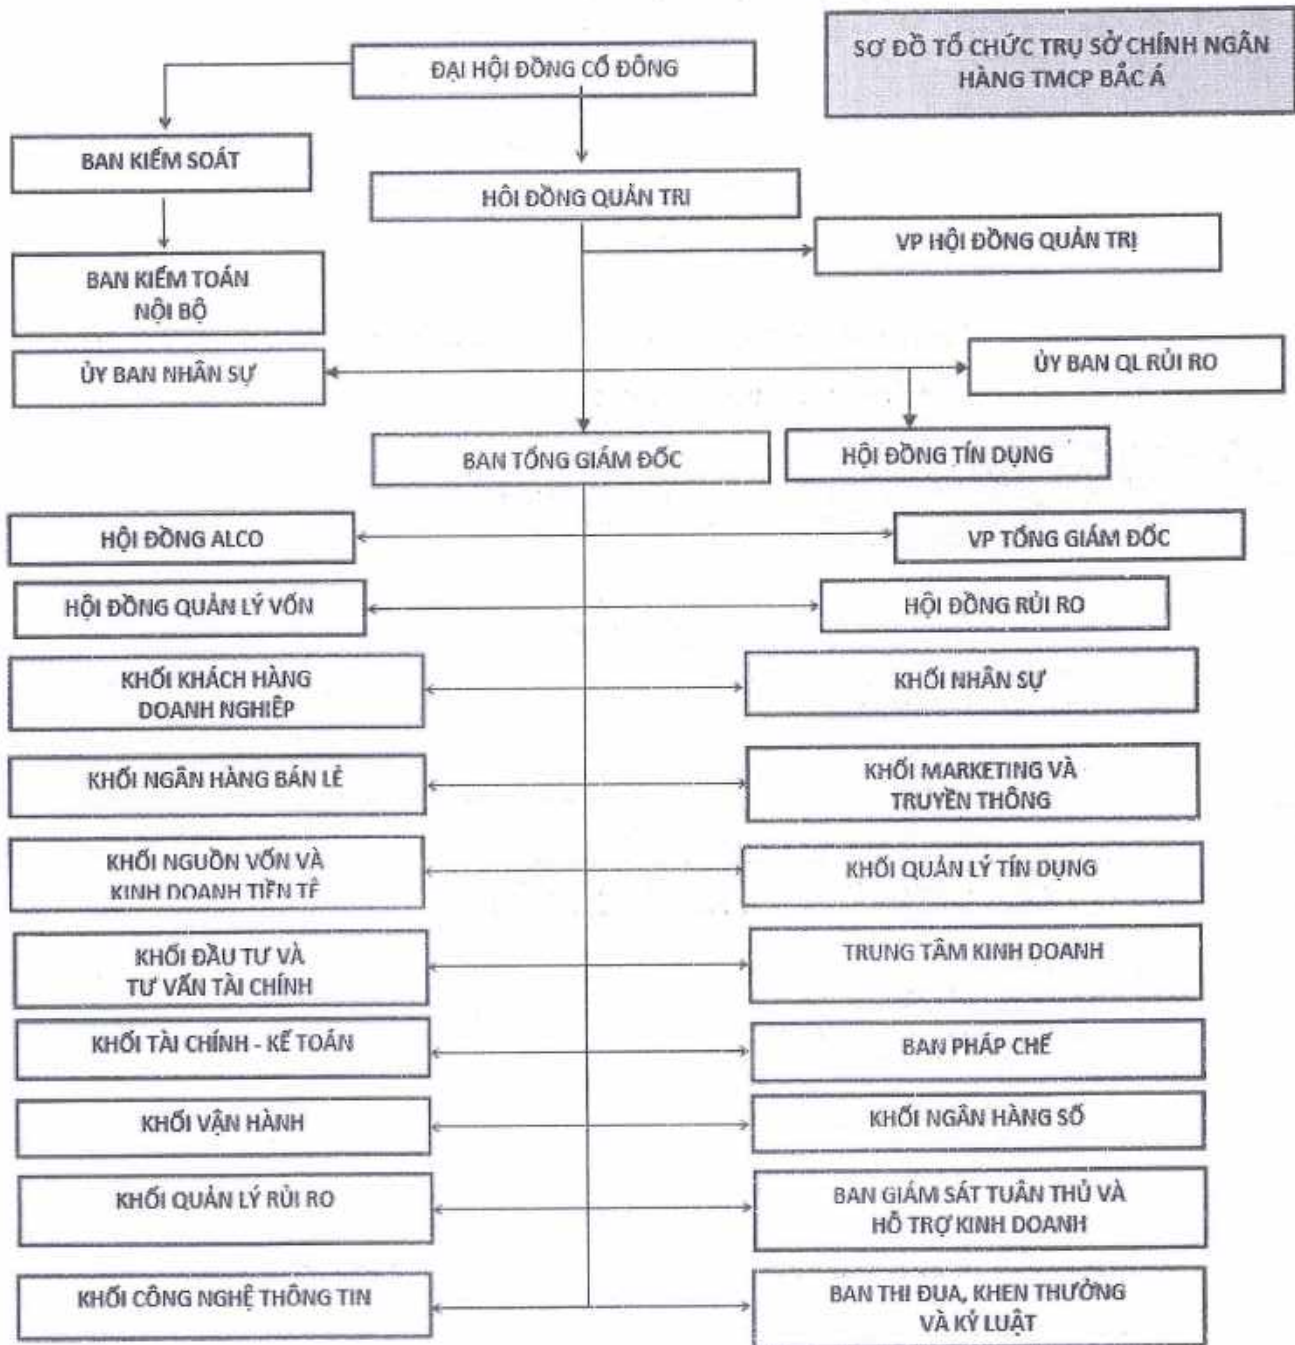 SƠ ĐỒ TỔ CHỨC TRỤ SỞ CHÍNH NGÂN
HÀNG TMCP BẮC Á
ĐẠI HỘI ĐỒNG CỔ ĐÔNG
BAN KIỂM SOÁT
HÔI ĐỒNG QUẢN TRI
VP HỘI ĐỒNG QUẢN TRỊ
BAN KIỂM TOÁN
NỘI BỘ
ỦY BAN NHÂN SỰ
ỦY BAN QL RỦI RO
BAN TỔNG GIÁM ĐỐC
HỘI ĐỒNG TÍN DỤNG
HỘI ĐỒNG ALCO
VP TỔNG GIÁM ĐỐC
HỘI ĐỒNG QUẢN LÝ VỐN
HỘI ĐỒNG RỦI RO
KHỐI KHÁCH HÀNG
DOANH NGHIÊP
KHỐI NHÂN SỰ
KHỐI NGÂN HÀNG BÁN LẺ
KHỐI MARKETING VÀ
TRUYỀN THÔNG
KHỐI NGUỒN VỐN VÀ
KINH DOANH TIỀN TÊ
KHỐI QUẢN LÝ TÍN DỤNG
KHỐI ĐẦU TƯ VÀ
TƯ VẤN TÀI CHÍNH
TRUNG TÂM KINH DOANH
KHỐI TÀI CHÍNH - KẾ TOÁN
BAN PHÁP CHẾ
KHỐI VẬN HÀNH
KHỐI NGÂN HÀNG SỐ
KHỐI QUẢN LÝ RỦI RO
BAN GIÁM SÁT TUÂN THỦ VÀ
HỖ TRỢ KINH DOANH
KHỐI CÔNG NGHỆ THÔNG TIN
BAN THI ĐUA, KHEN THƯỞNG
VÀ KỶ LUẬT